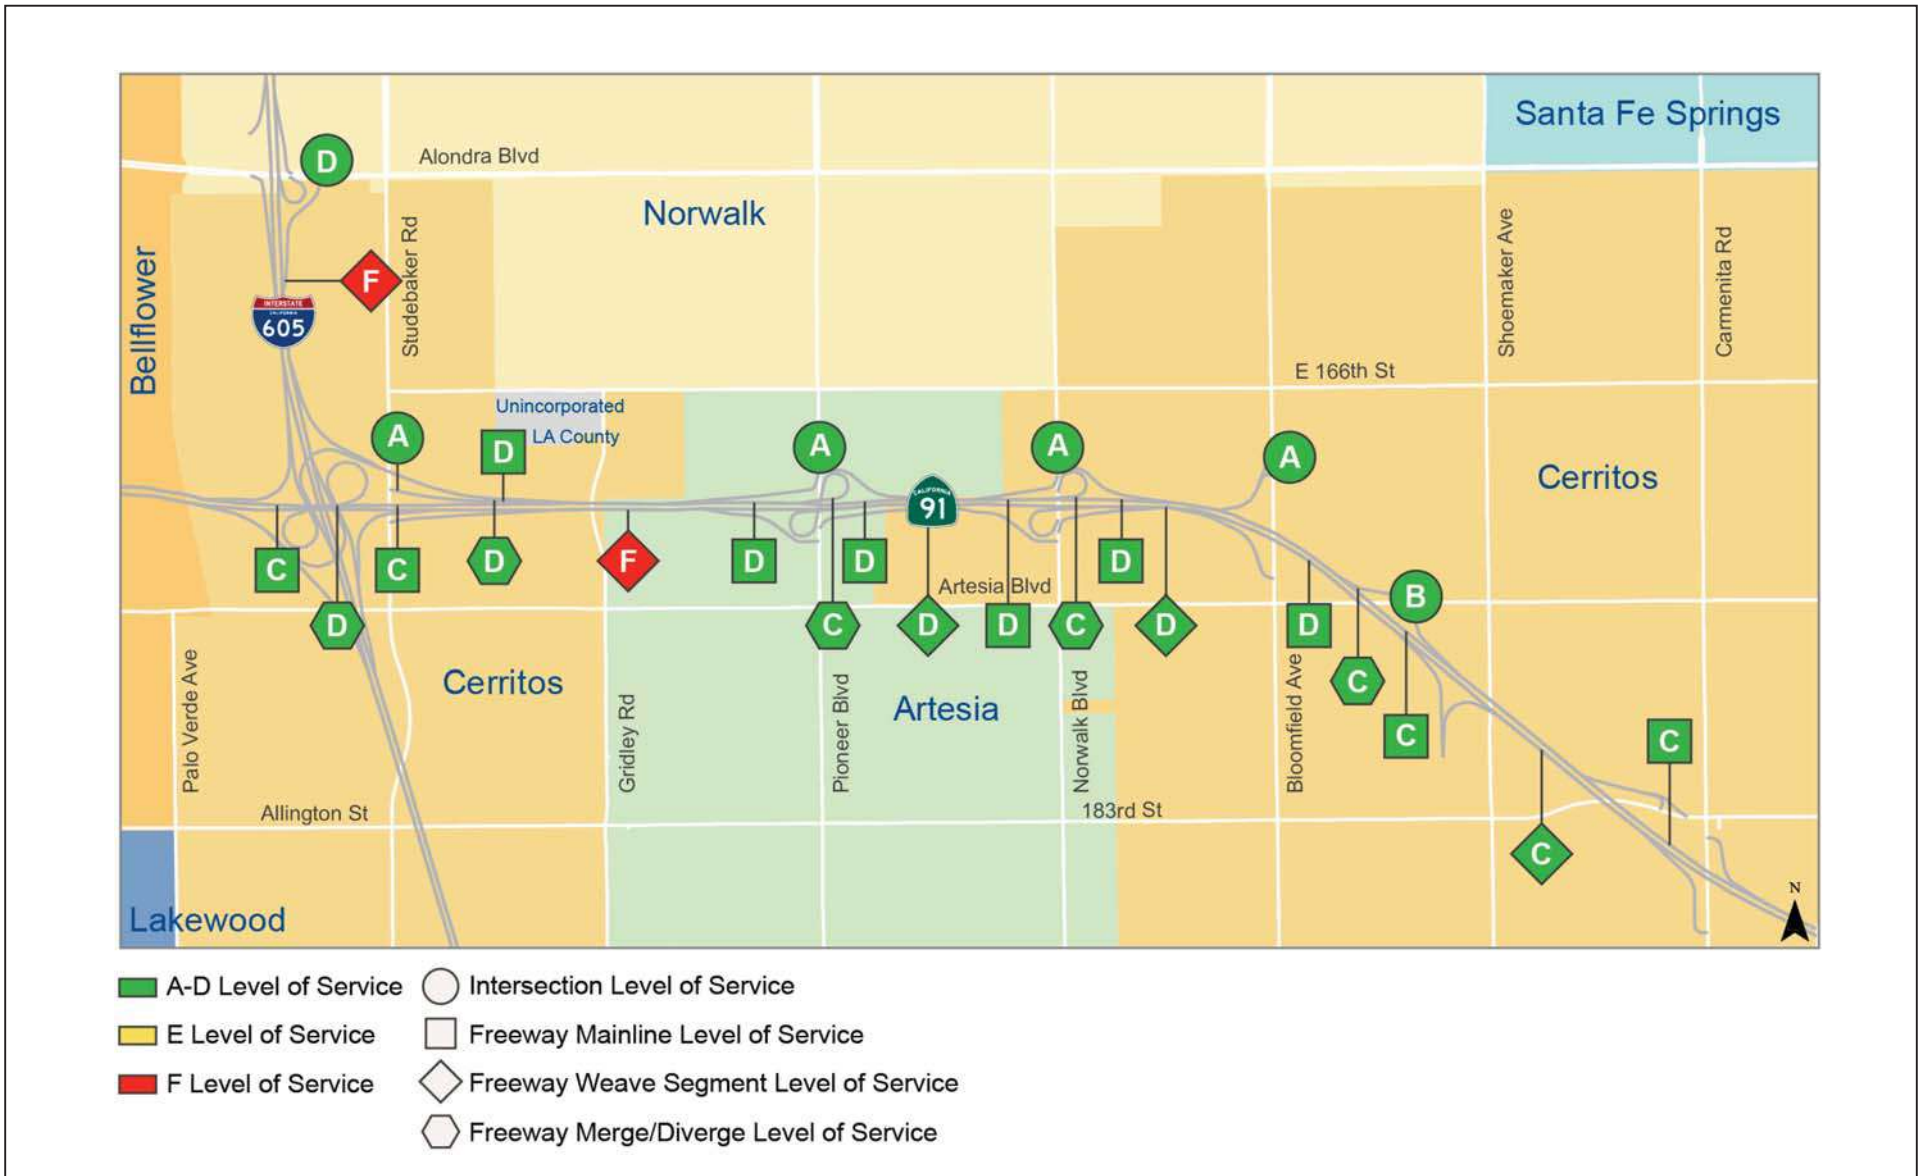 Santa Fe Springs
D
Alondra Blvd
Norwalk
Bellflower
Studebaker Rd
Shoemaker Ave
Carmenita Rd
F
INTERSTATE
CALIFORNIA
605
E 166th St
Unincorporated
LA County
A
D
A
A
A
Cerritos
CALIFORNIA
91
C
C
D
F
D
D
D
Artesia Blvd
D
C
D
D
C
D
D
B
C
C
C
Palo Verde Ave
Cerritos
Gridley Rd
Pioneer Blvd
Artesia
Norwalk Blvd
Bloomfield Ave
Allington St
183rd St
C
Lakewood
N
A-D Level of Service
E Level of Service
F Level of Service
Intersection Level of Service
Freeway Mainline Level of Service
Freeway Weave Segment Level of Service
Freeway Merge/Diverge Level of Service